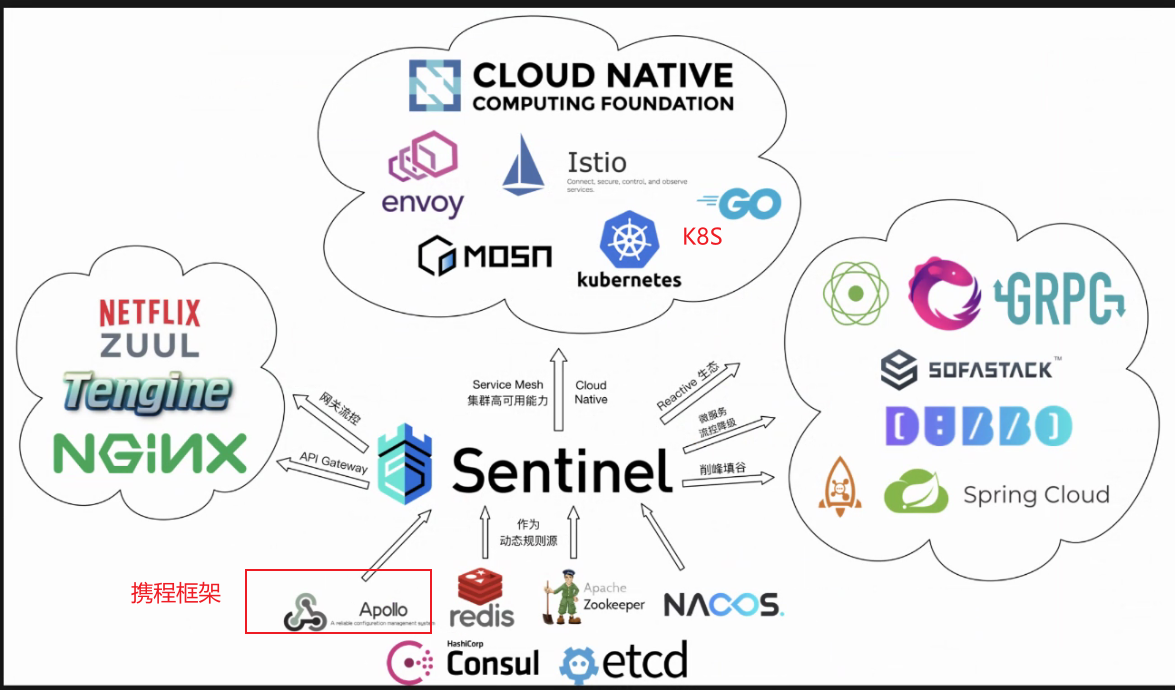 CLOUD NATIVE
COMPUTING FOUNDATION
envoy
Istio
Connect, secure, control, and observe
services.
GO
MOSN
kubernetes
K8S
NETFLIX
ZUUL
Tengine
NGINX
GRPC
SOFASTACK™
DUBBO
Spring Cloud
Service Mesh
集群高可用能力
Cloud
Native
Reactive 生态
微服务
流控降级
削峰填谷
网关流控
API Gateway
Sentinel
作为
动态规则源
携程框架
Apollo
A reliable configuration management system
redis
Apache
Zookeeper
NACOS.
HashiCorp
Consul
etcd